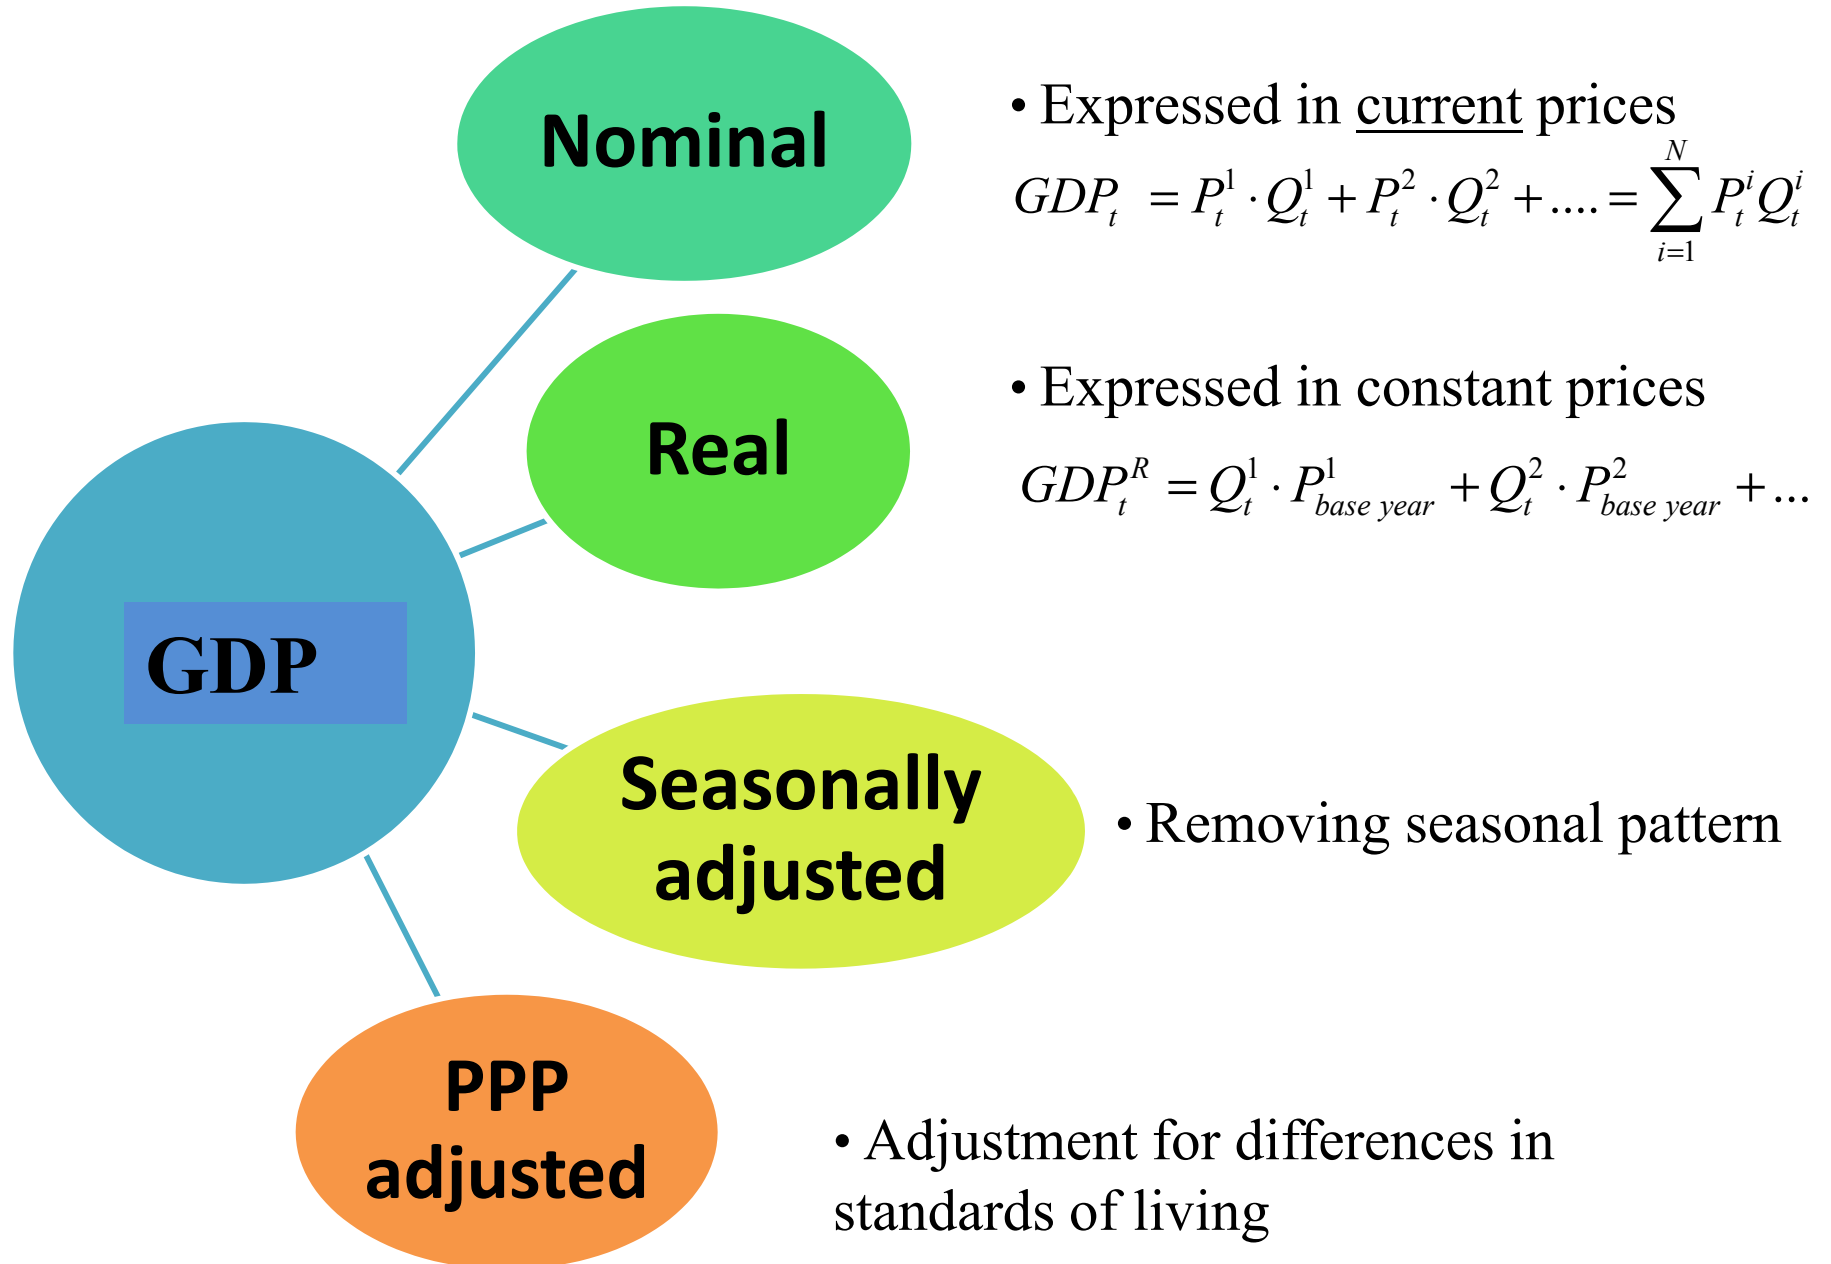 Nominal
• Expressed in current prices
GDP_t = P_t^1 · Q_t^1 + P_t^2 · Q_t^2 + .... = ∑_{i=1}^{N} P_t^i Q_t^i
Real
• Expressed in constant prices
GDP_t^R = Q_t^1 · P_{base year}^1 + Q_t^2 · P_{base year}^2 + ...
GDP
Seasonally
adjusted
• Removing seasonal pattern
PPP
adjusted
• Adjustment for differences in
standards of living